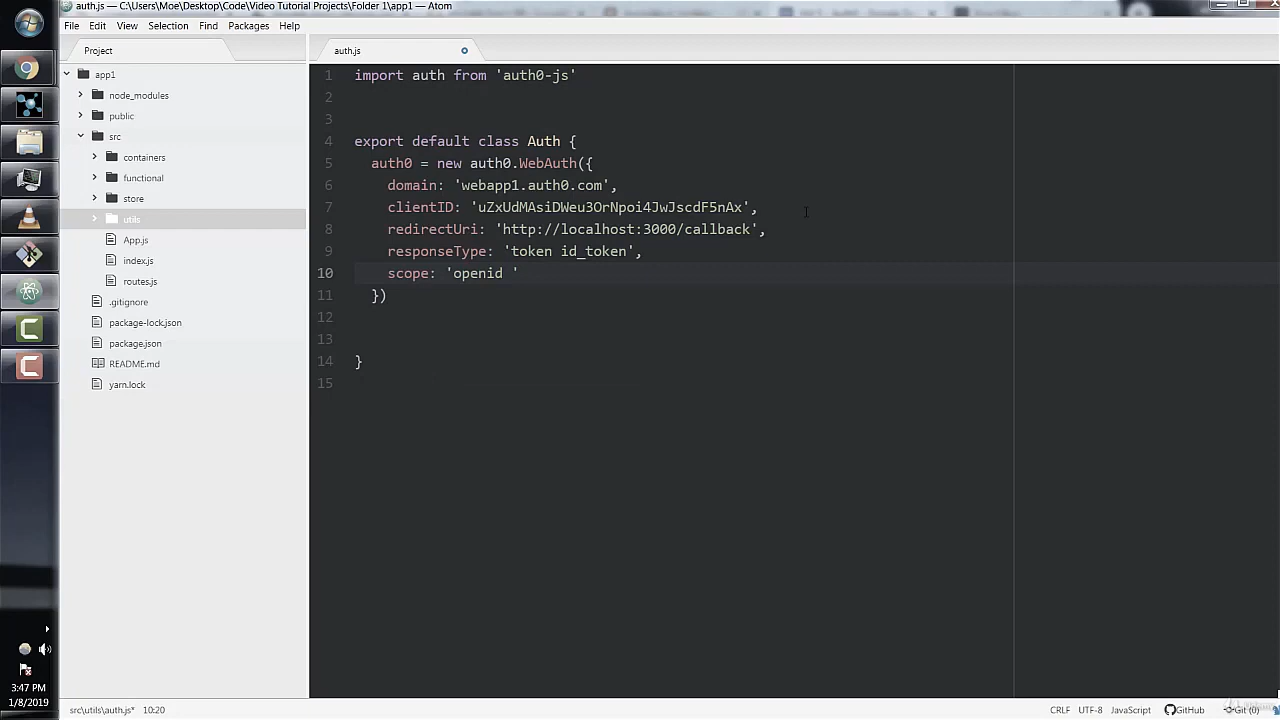 auth.js — C:\Users\Moe\Desktop\Code\Video Tutorial Projects\Folder 1\app1 — Atom
File Edit View Selection Find Packages Help
Project
auth.js
app1
node_modules
public
src
containers
functional
store
utils
App.js
index.js
routes.js
.gitignore
package-lock.json
package.json
README.md
yarn.lock
1 import auth from 'auth0-js'
2
3
4 export default class Auth {
5 auth0 = new auth0.WebAuth({
6 domain: 'webapp1.auth0.com',
7 clientID: 'uZxUdMAsiDWeu3OrNpoi4JwJscdF5nAx',
8 redirectUri: 'http://localhost:3000/callback',
9 responseType: 'token id_token',
10 scope: 'openid '
11 })
12
13
14 }
15
3:47 PM
1/8/2019
src\utils\auth.js* 10:20
CRLF UTF-8 JavaScript GitHub Git (0)